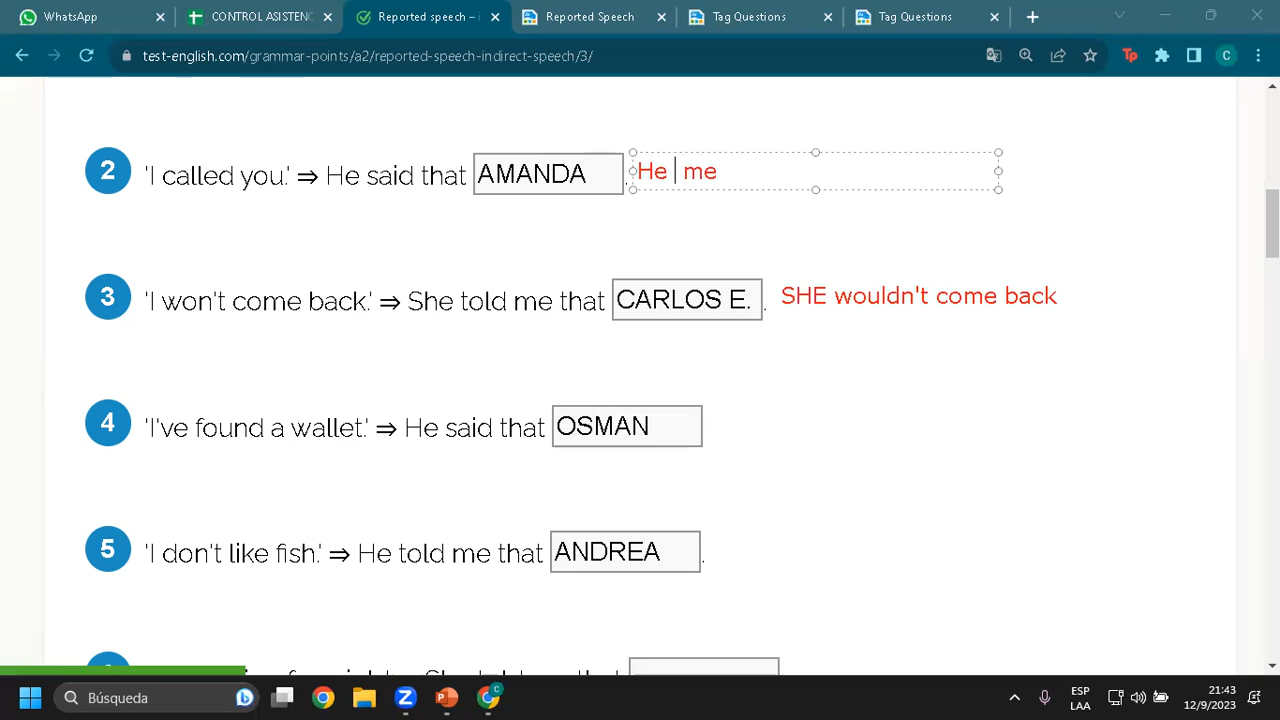 WhatsApp
CONTROL ASISTENC
Reported speech – i
Reported Speech
Tag Questions
Tag Questions
test-english.com/grammar-points/a2/reported-speech-indirect-speech/3/
Tp
C
2 'I called you.' ⇒ He said that AMANDA . He me
3 'I won't come back.' ⇒ She told me that CARLOS E. . SHE wouldn't come back
4 'I've found a wallet.' ⇒ He said that OSMAN
5 'I don't like fish.' ⇒ He told me that ANDREA .
Búsqueda
ESP
LAA
21:43
12/9/2023